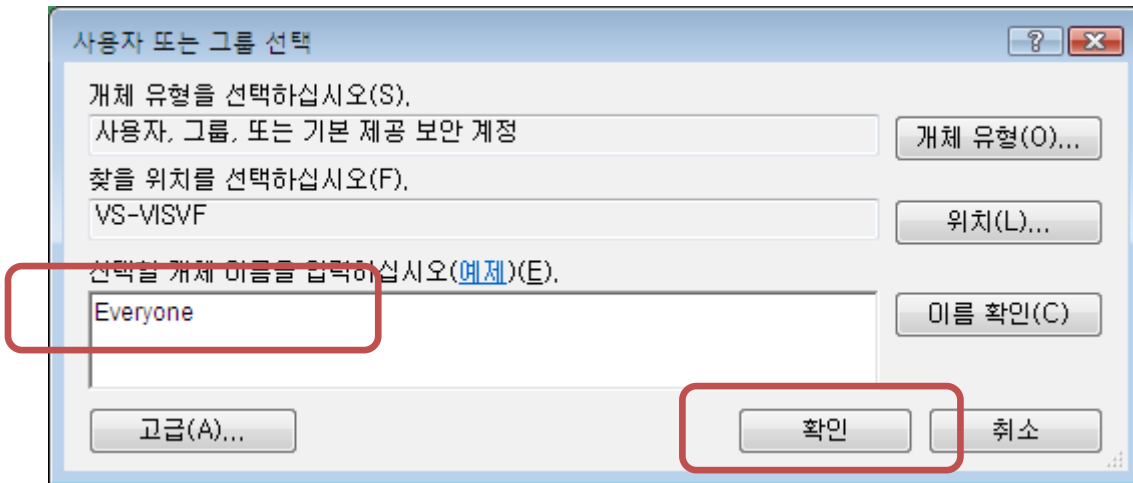 사용자 또는 그룹 선택
개체 유형을 선택하십시오(S).
사용자, 그룹, 또는 기본 제공 보안 계정
개체 유형(O)...
찾을 위치를 선택하십시오(F).
VS-VISVF
위치(L)...
선택할 개체 이름을 입력하십시오(예제)(E).
Everyone
이름 확인(C)
고급(A)...
확인
취소